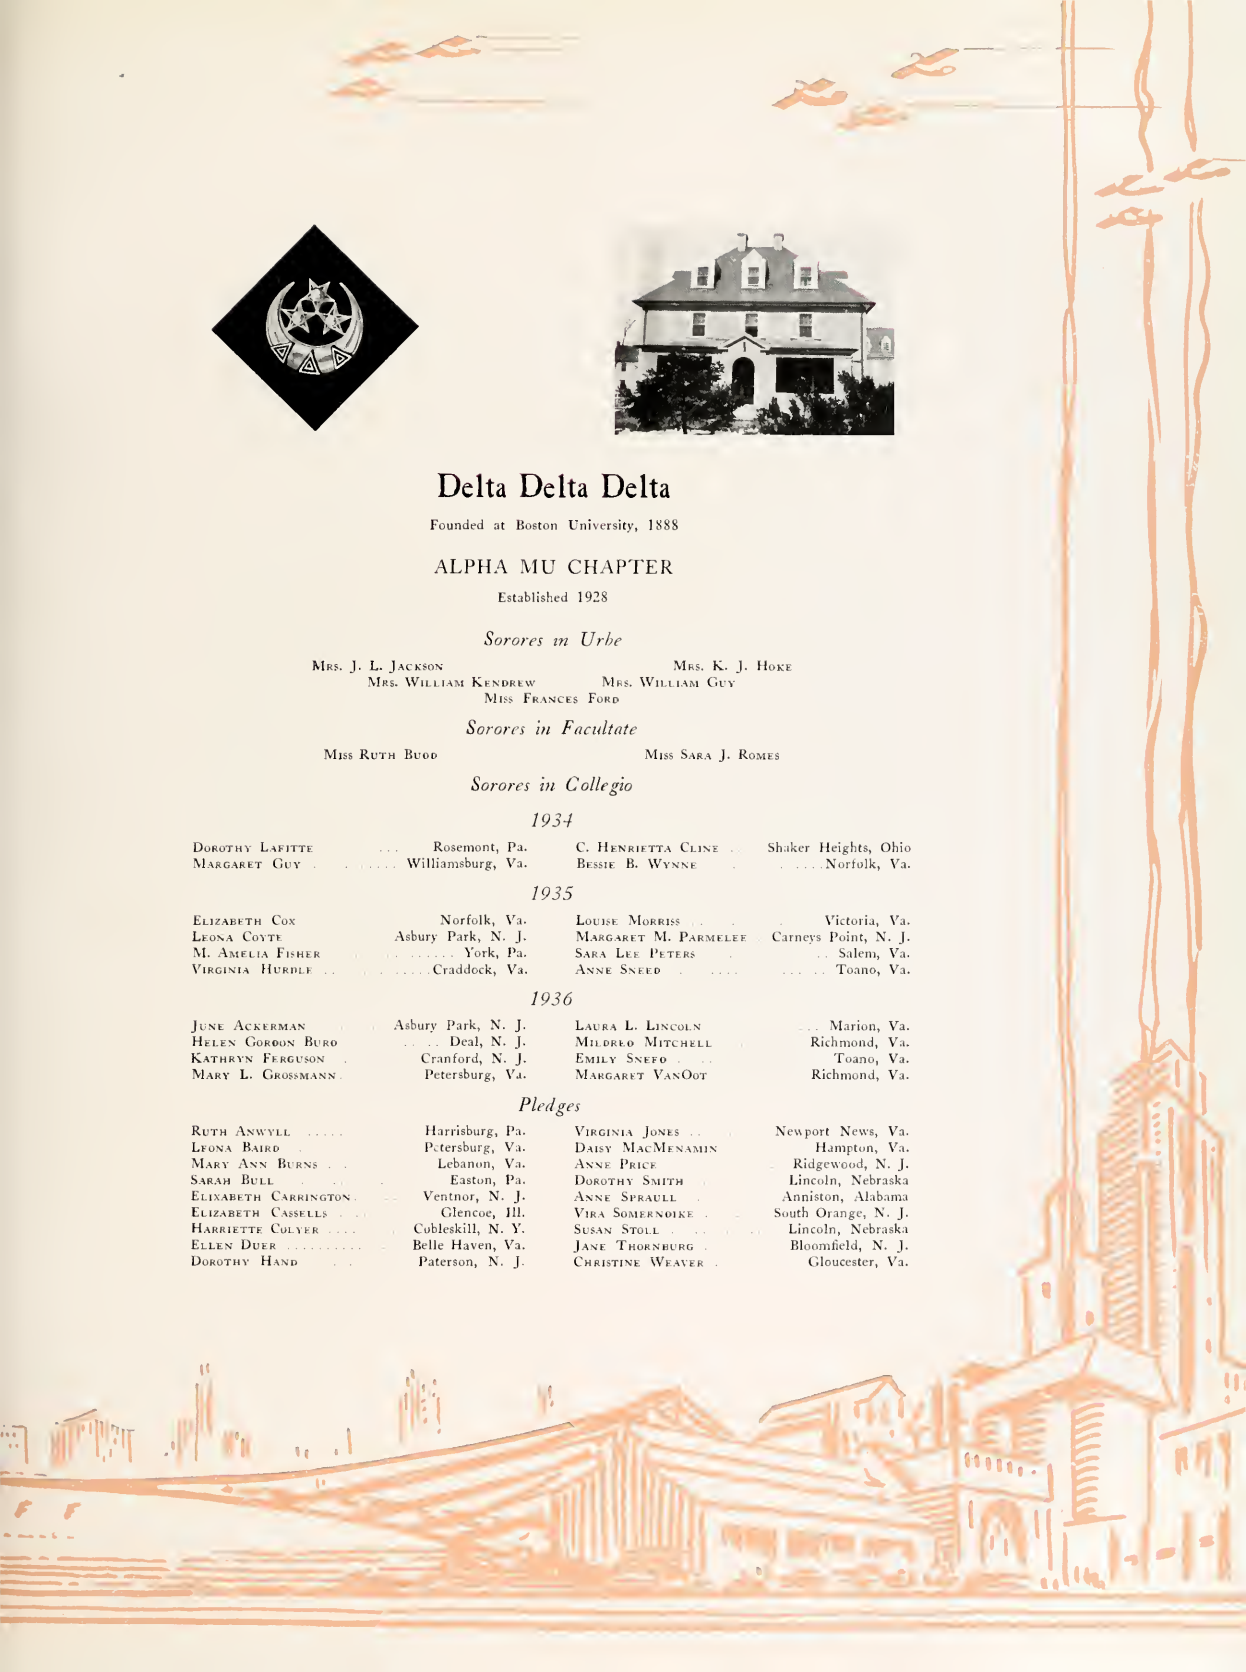 Δ Δ Δ
Delta Delta Delta
Founded at Boston University, 1888
ALPHA MU CHAPTER
Established 1928
Sorores in Urbe
Mrs. J. L. Jackson Mrs. K. J. Hoke
Mrs. William Kendrew Mrs. William Guy
Miss Frances Ford
Sorores in Facultate
Miss Ruth Budd Miss Sara J. Romes
Sorores in Collegio
1934
Dorothy Lafitte ... Rosemont, Pa. C. Henrietta Cline Shaker Heights, Ohio
Margaret Guy ...... Williamsburg, Va. Bessie B. Wynne .....Norfolk, Va.
1935
Elizabeth Cox Norfolk, Va. Louise Morriss Victoria, Va.
Leona Coyte Asbury Park, N. J. Margaret M. Parmelee Carneys Point, N. J.
M. Amelia Fisher ......... York, Pa. Sara Lee Peters .. Salem, Va.
Virginia Hurdle .. ......Craddock, Va. Anne Sneed .... ..... Toano, Va.
1936
June Ackerman Asbury Park, N. J. Laura L. Lincoln ... Marion, Va.
Helen Gordon Burd .... Deal, N. J. Mildred Mitchell Richmond, Va.
Kathryn Ferguson Cranford, N. J. Emily Sneed Toano, Va.
Mary L. Grossmann Petersburg, Va. Margaret VanOot Richmond, Va.
Pledges
Ruth Anwyll ..... Harrisburg, Pa. Virginia Jones .. Newport News, Va.
Leona Baird Petersburg, Va. Daisy MacMenamin Hampton, Va.
Mary Ann Burns .. Lebanon, Va. Anne Price Ridgewood, N. J.
Sarah Bull Easton, Pa. Dorothy Smith Lincoln, Nebraska
Elixabeth Carrington Ventnor, N. J. Anne Spraull Anniston, Alabama
Elizabeth Cassells Glencoe, Ill. Vira Somerndike South Orange, N. J.
Harriette Colyer .... Cobleskill, N. Y. Susan Stoll Lincoln, Nebraska
Ellen Duer .......... Belle Haven, Va. Jane Thornburg Bloomfield, N. J.
Dorothy Hand Paterson, N. J. Christine Weaver Gloucester, Va.